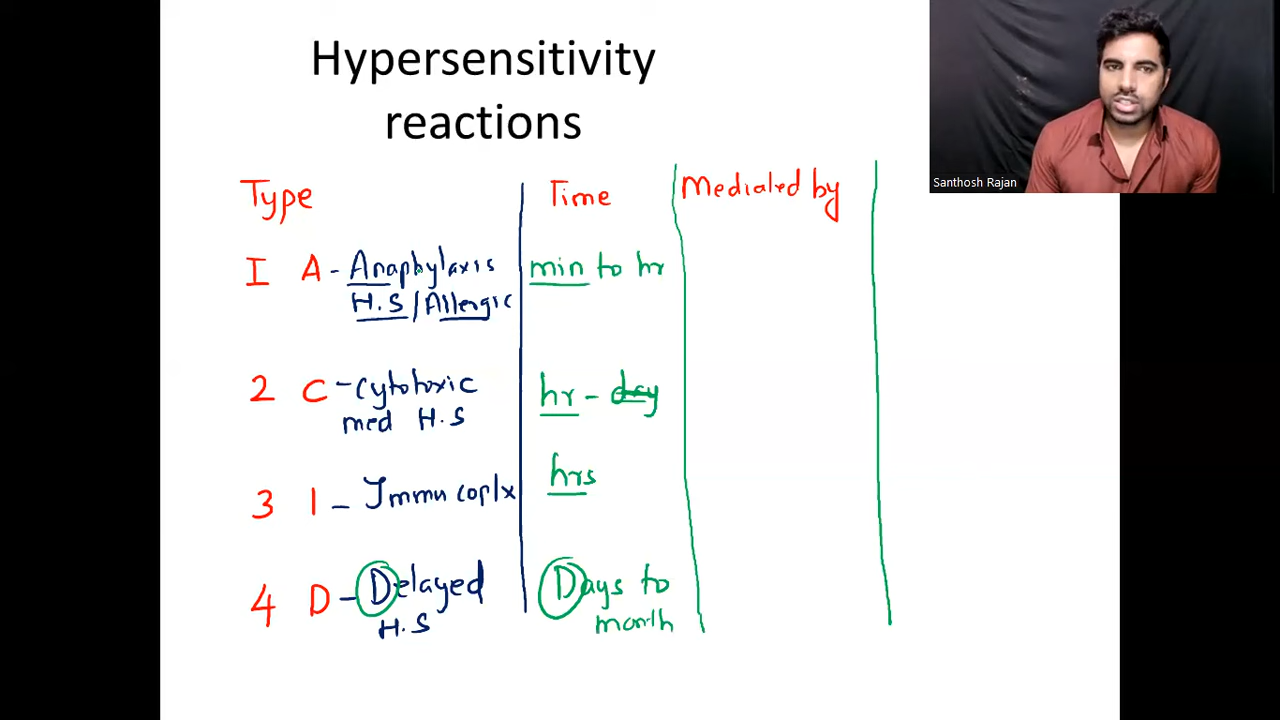 Hypersensitivity
reactions
Santhosh Rajan
Type Time Mediated by
I A - Anaphylaxis min to hr
H.S / Allergic
2 C - cytotoxic hr - day
med H.S
3 I - Immu coplx hrs
4 D - Delayed Days to
H.S month